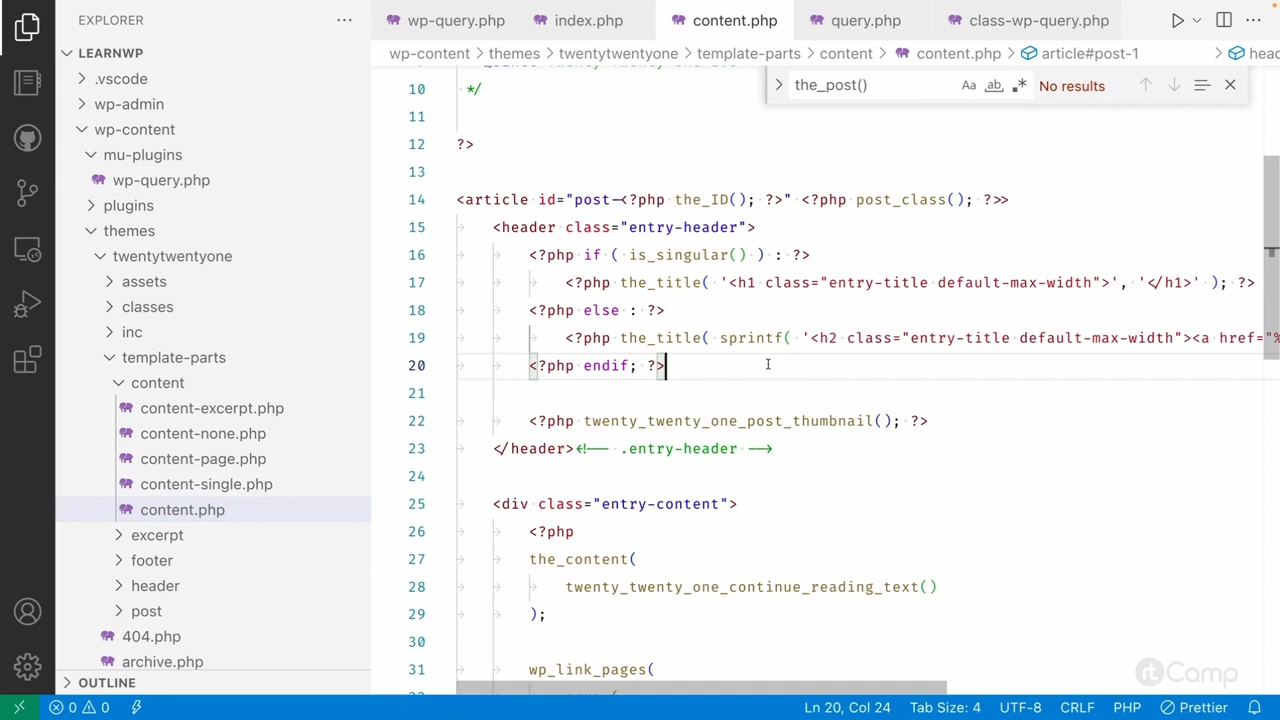 EXPLORER
wp-query.php
index.php
content.php
query.php
class-wp-query.php
LEARNWP
wp-content > themes > twentytwentyone > template-parts > content > content.php > article#post-1
.vscode
wp-admin
wp-content
mu-plugins
wp-query.php
plugins
themes
twentytwentyone
assets
classes
inc
template-parts
content
content-excerpt.php
content-none.php
content-page.php
content-single.php
content.php
excerpt
footer
header
post
404.php
archive.php
OUTLINE
the_post()
Aa ab .*
No results
10 */
11
12 ?>
13
14 <article id="post-<?php the_ID(); ?>" <?php post_class(); ?>>
15 <header class="entry-header">
16 <?php if ( is_singular() ) : ?>
17 <?php the_title( '<h1 class="entry-title default-max-width">', '</h1>' ); ?>
18 <?php else : ?>
19 <?php the_title( sprintf( '<h2 class="entry-title default-max-width"><a href="%
20 <?php endif; ?>
21
22 <?php twenty_twenty_one_post_thumbnail(); ?>
23 </header><!-- .entry-header -->
24
25 <div class="entry-content">
26 <?php
27 the_content(
28 twenty_twenty_one_continue_reading_text()
29 );
30
31 wp_link_pages(
rtCamp
0 0
Ln 20, Col 24
Tab Size: 4
UTF-8
CRLF
PHP
Prettier